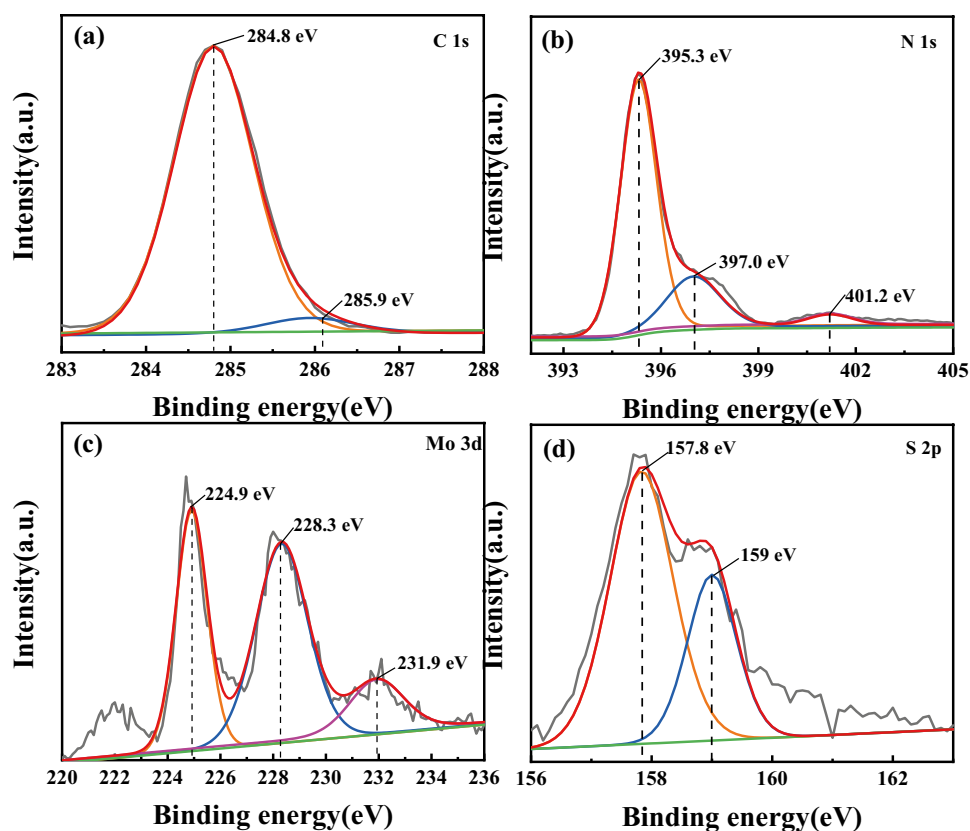 (a)
284.8 eV
C 1s
285.9 eV
Intensity(a.u.)
283 284 285 286 287 288
Binding energy(eV)
(b)
395.3 eV
N 1s
397.0 eV
401.2 eV
Intensity(a.u.)
393 396 399 402 405
Binding energy(eV)
(c)
Mo 3d
224.9 eV
228.3 eV
231.9 eV
Intensity(a.u.)
220 222 224 226 228 230 232 234 236
Binding energy(eV)
(d)
157.8 eV
S 2p
159 eV
Intensity(a.u.)
156 158 160 162
Binding energy(eV)